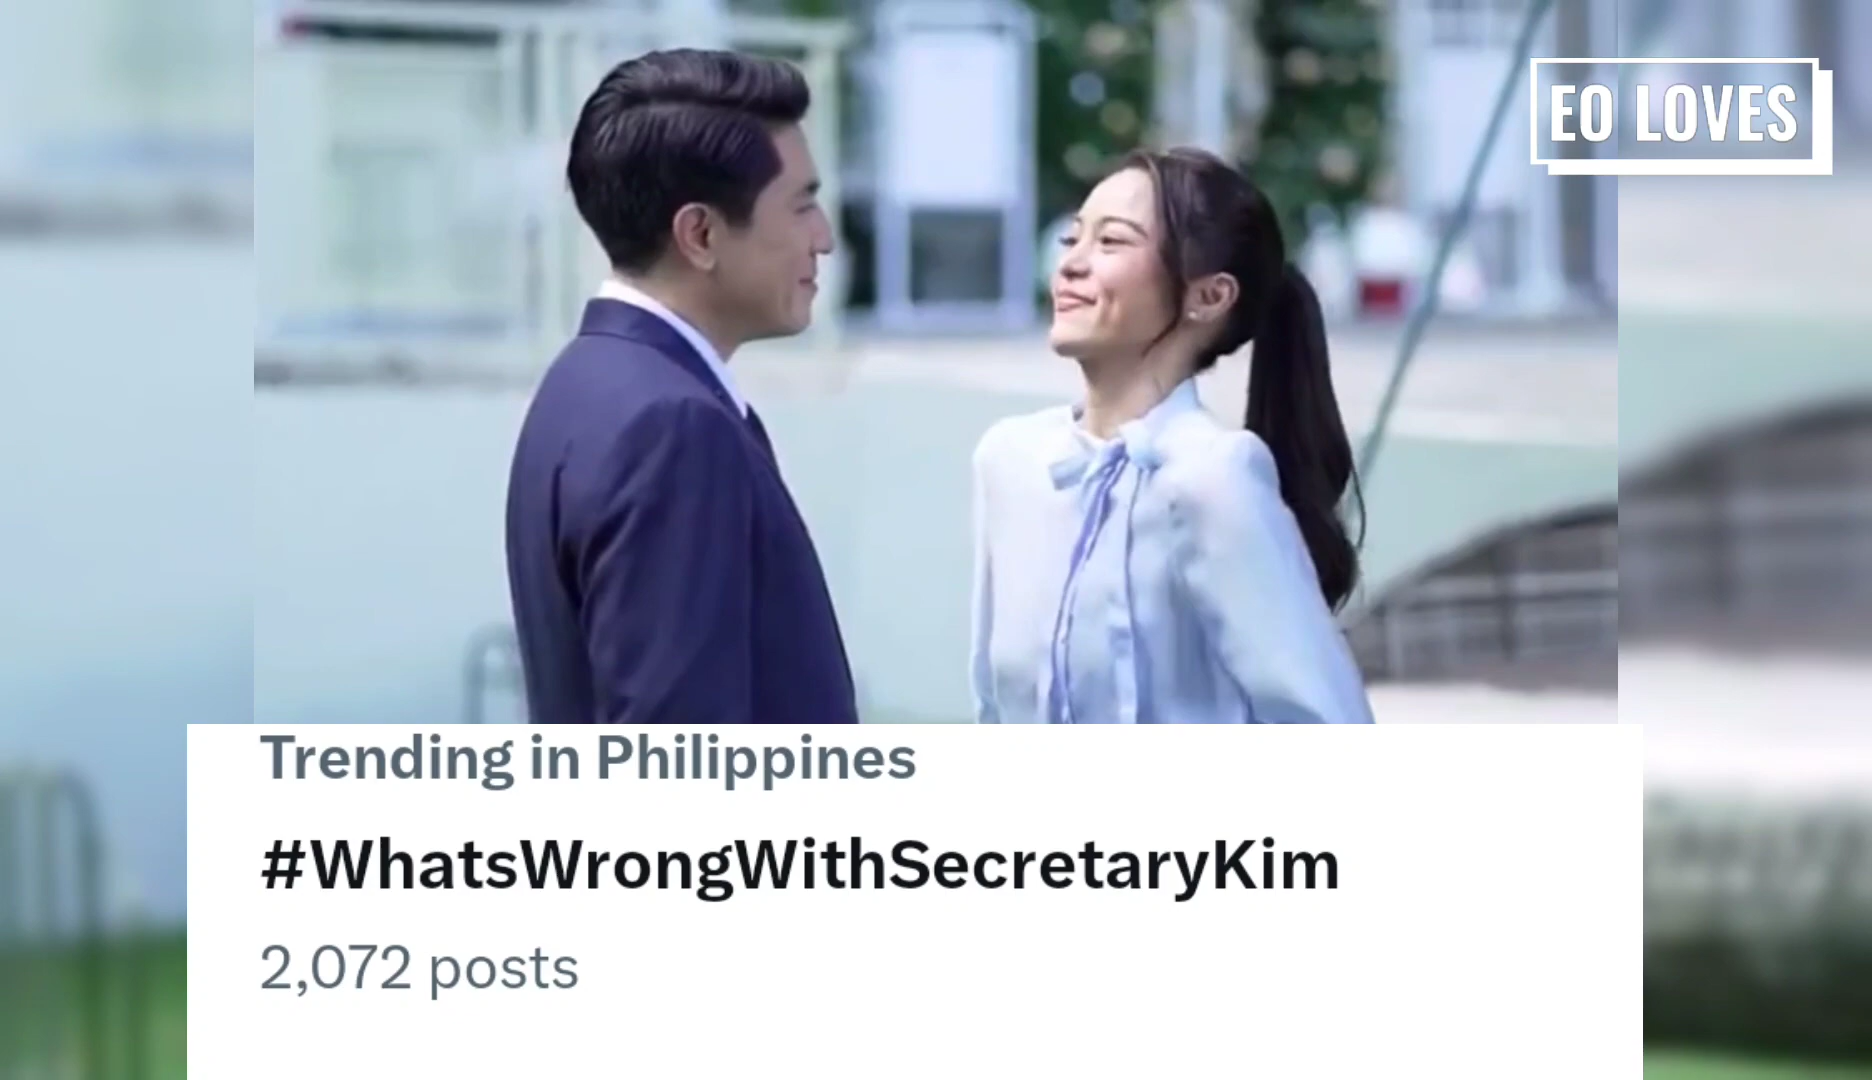 EO LOVES
Trending in Philippines
#WhatsWrongWithSecretaryKim
2,072 posts